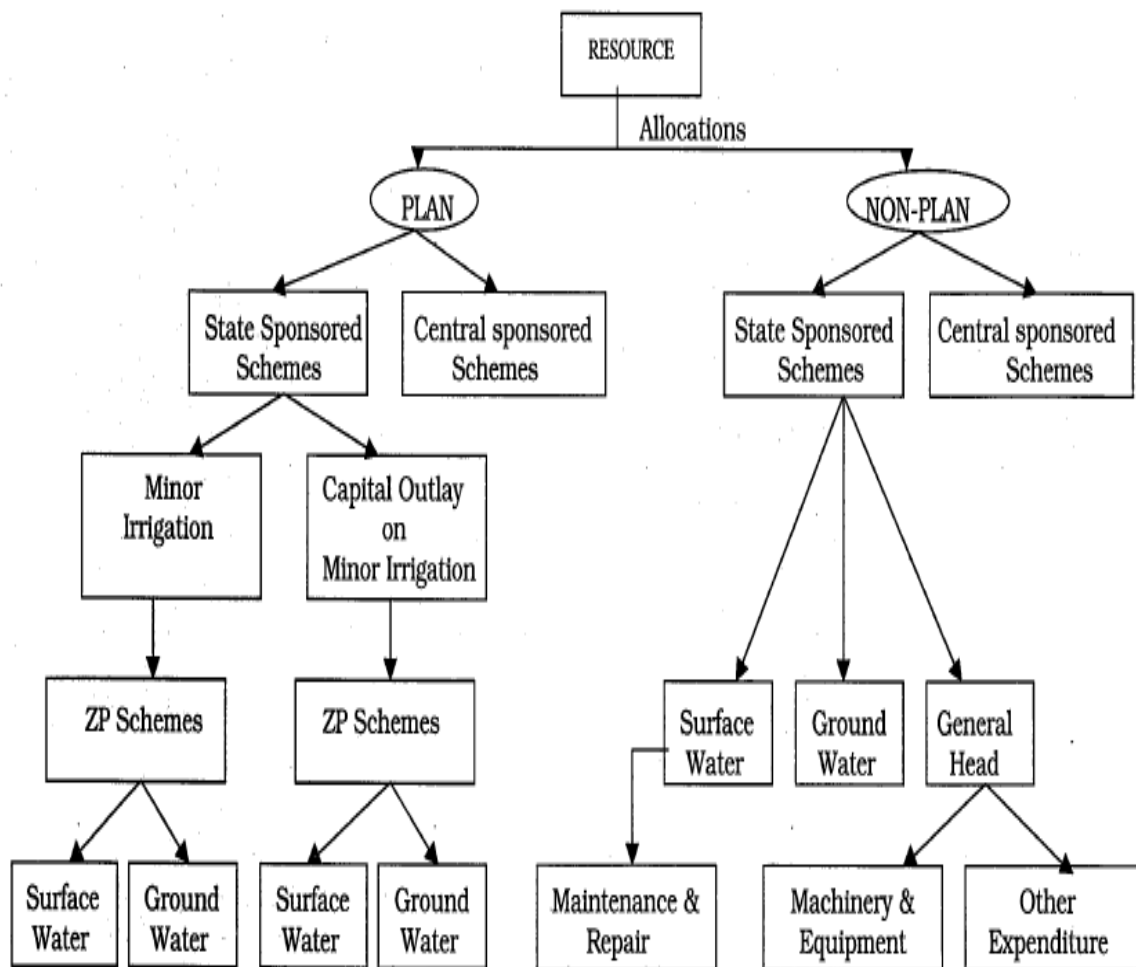 RESOURCE
Allocations
PLAN
NON-PLAN
State Sponsored
Schemes
Central sponsored
Schemes
State Sponsored
Schemes
Central sponsored
Schemes
Minor
Irrigation
Capital Outlay
on
Minor Irrigation
ZP Schemes
ZP Schemes
Surface
Water
Ground
Water
General
Head
Surface
Water
Ground
Water
Surface
Water
Ground
Water
Maintenance &
Repair
Machinery &
Equipment
Other
Expenditure